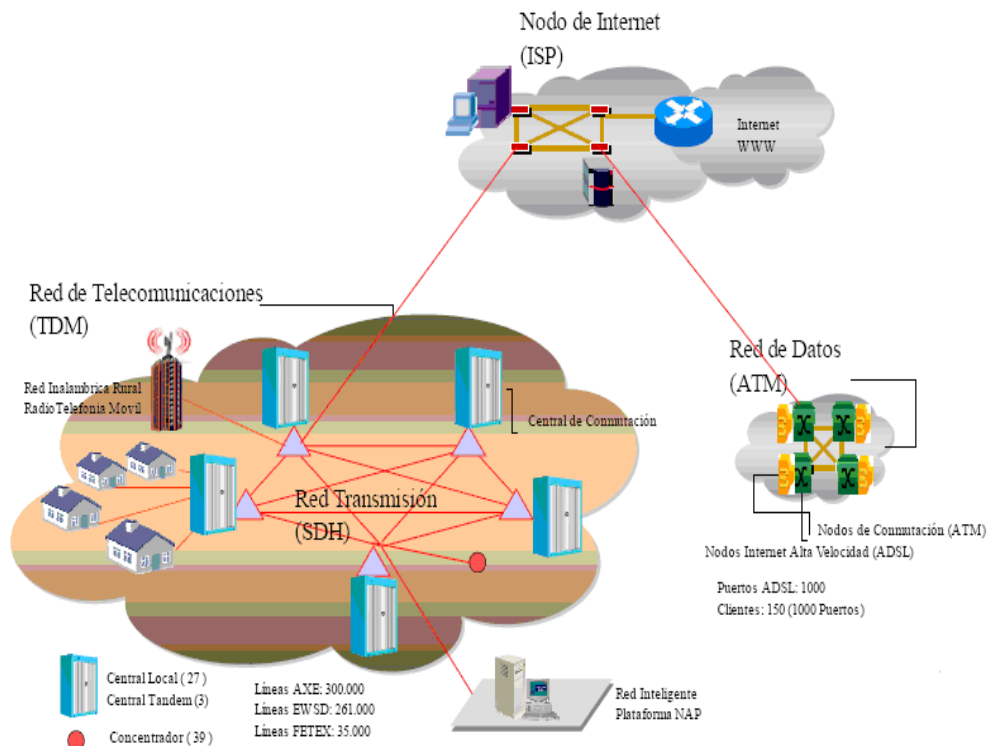 Nodo de Internet
(ISP)
Internet
WWW
Red de Telecomunicaciones
(TDM)
Red de Datos
(ATM)
Red Inalambrica Rural
Radio Telefonia Movil
Central de Conmutación
Red Transmisión
(SDH)
Nodos de Conmutación (ATM)
Nodos Internet Alta Velocidad (ADSL)
Puertos ADSL: 1000
Clientes: 150 (1000 Puertos)
Central Local ( 27 )
Central Tandem (3)
Concentrador ( 39 )
Líneas AXE: 300.000
Líneas EWSD: 261.000
Líneas FETEX: 35.000
Red Inteligente
Plataforma NAP